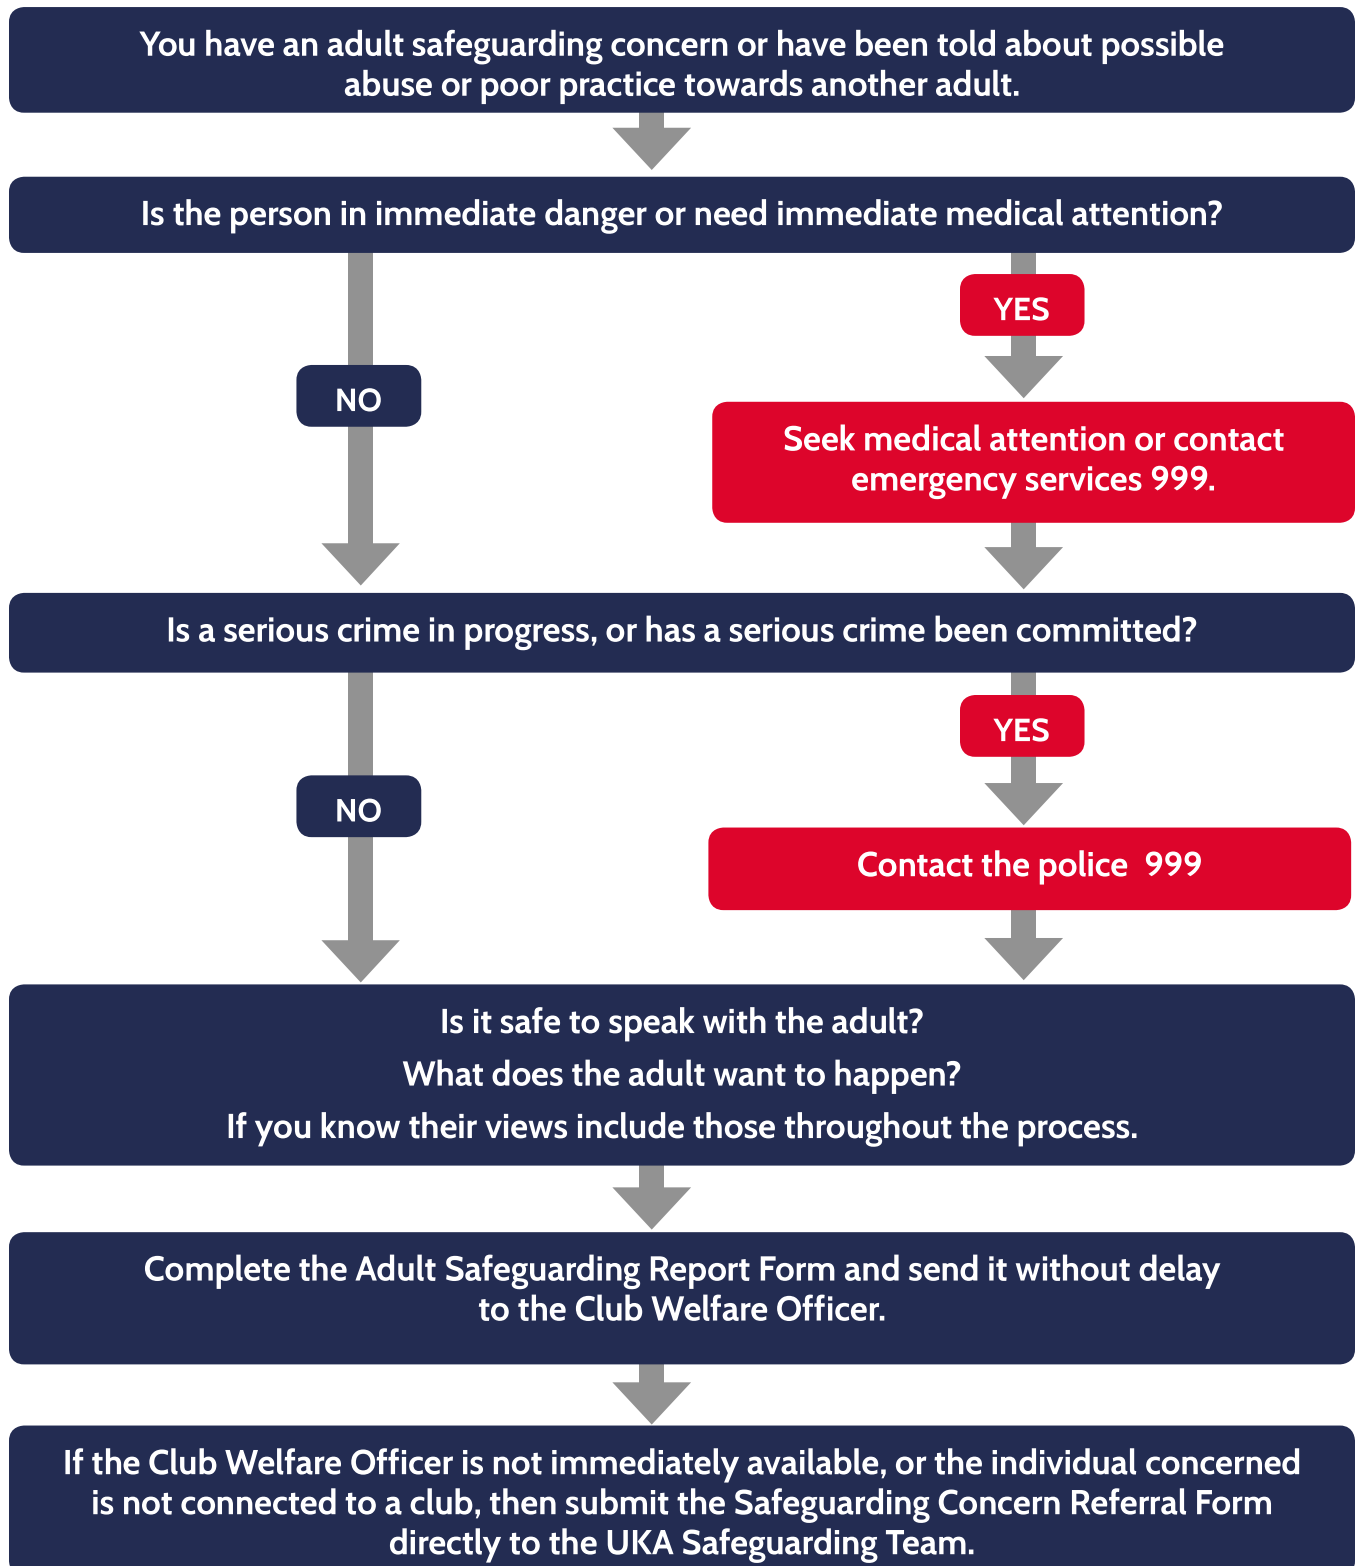 You have an adult safeguarding concern or have been told about possible
abuse or poor practice towards another adult.
Is the person in immediate danger or need immediate medical attention?
YES
NO
Seek medical attention or contact
emergency services 999.
Is a serious crime in progress, or has a serious crime been committed?
YES
NO
Contact the police 999
Is it safe to speak with the adult?
What does the adult want to happen?
If you know their views include those throughout the process.
Complete the Adult Safeguarding Report Form and send it without delay
to the Club Welfare Officer.
If the Club Welfare Officer is not immediately available, or the individual concerned
is not connected to a club, then submit the Safeguarding Concern Referral Form
directly to the UKA Safeguarding Team.